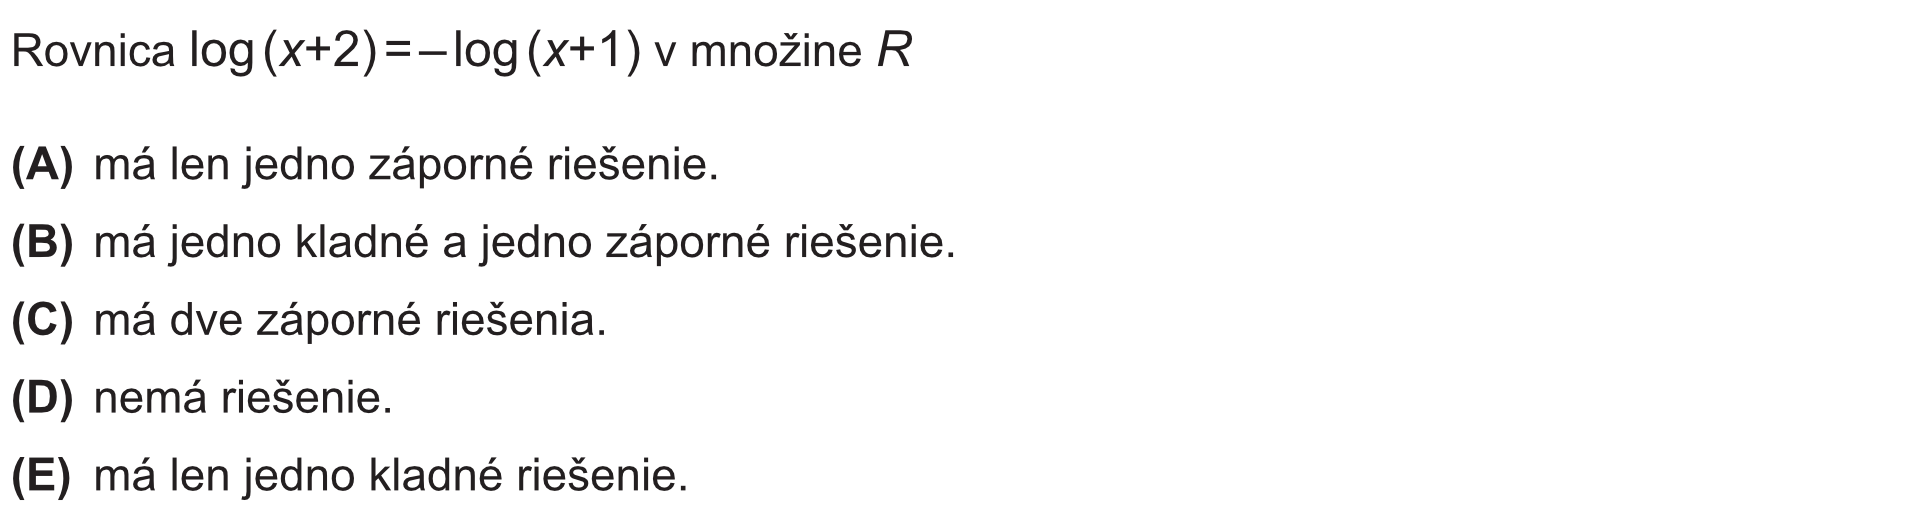 Rovnica log(x+2)=–log(x+1) v množine R
(A) má len jedno záporné riešenie.
(B) má jedno kladné a jedno záporné riešenie.
(C) má dve záporné riešenia.
(D) nemá riešenie.
(E) má len jedno kladné riešenie.